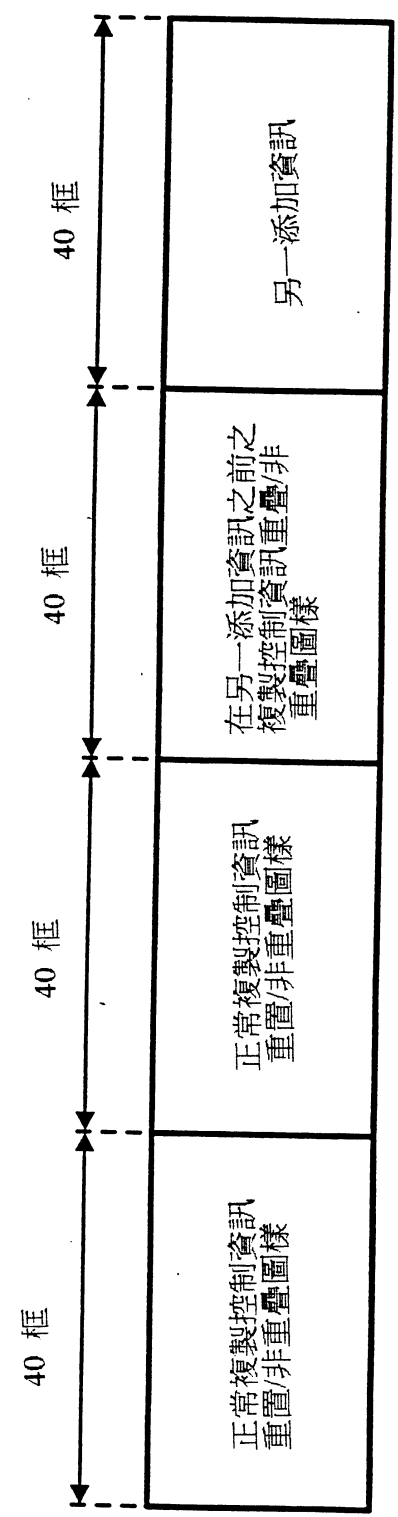 40 框
40 框
40 框
40 框
正常複製控制資訊
重置/非重疊圖樣
正常複製控制資訊
重置/非重疊圖樣
在另一添加資訊之前之
複製控制資訊重疊/非
重疊圖樣
另一添加資訊